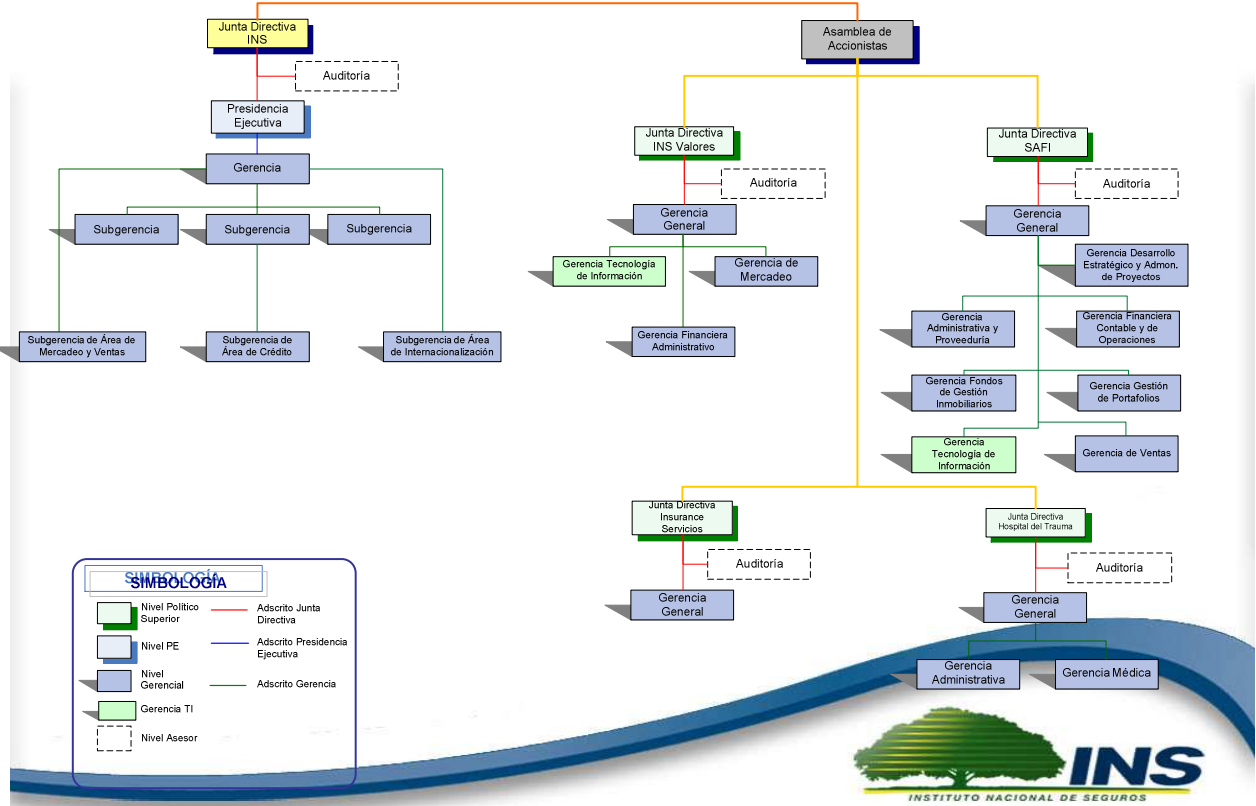 Junta Directiva
INS
Auditoría
Presidencia
Ejecutiva
Gerencia
Subgerencia
Subgerencia
Subgerencia
Subgerencia de Área de
Mercadeo y Ventas
Subgerencia de
Área de Crédito
Subgerencia de Área
de Internacionalización
Asamblea de
Accionistas
Junta Directiva
INS Valores
Auditoría
Gerencia
General
Gerencia Tecnología
de Información
Gerencia de
Mercadeo
Gerencia Financiera
Administrativo
Junta Directiva
SAFI
Auditoría
Gerencia
General
Gerencia Desarrollo
Estratégico y Admon.
de Proyectos
Gerencia
Administrativa y
Proveeduría
Gerencia Financiera
Contable y de
Operaciones
Gerencia Fondos
de Gestión
Inmobiliarios
Gerencia Gestión
de Portafolios
Gerencia
Tecnología de
Información
Gerencia de Ventas
Junta Directiva
Insurance
Servicios
Auditoría
Gerencia
General
Junta Directiva
Hospital del Trauma
Auditoría
Gerencia
General
Gerencia
Administrativa
Gerencia Médica
SIMBOLOGÍA
SIMBOLOGÍA
Nivel Político
Superior
Adscrito Junta
Directiva
Nivel PE
Adscrito Presidencia
Ejecutiva
Nivel
Gerencial
Adscrito Gerencia
Gerencia TI
Nivel Asesor
INS
INSTITUTO NACIONAL DE SEGUROS